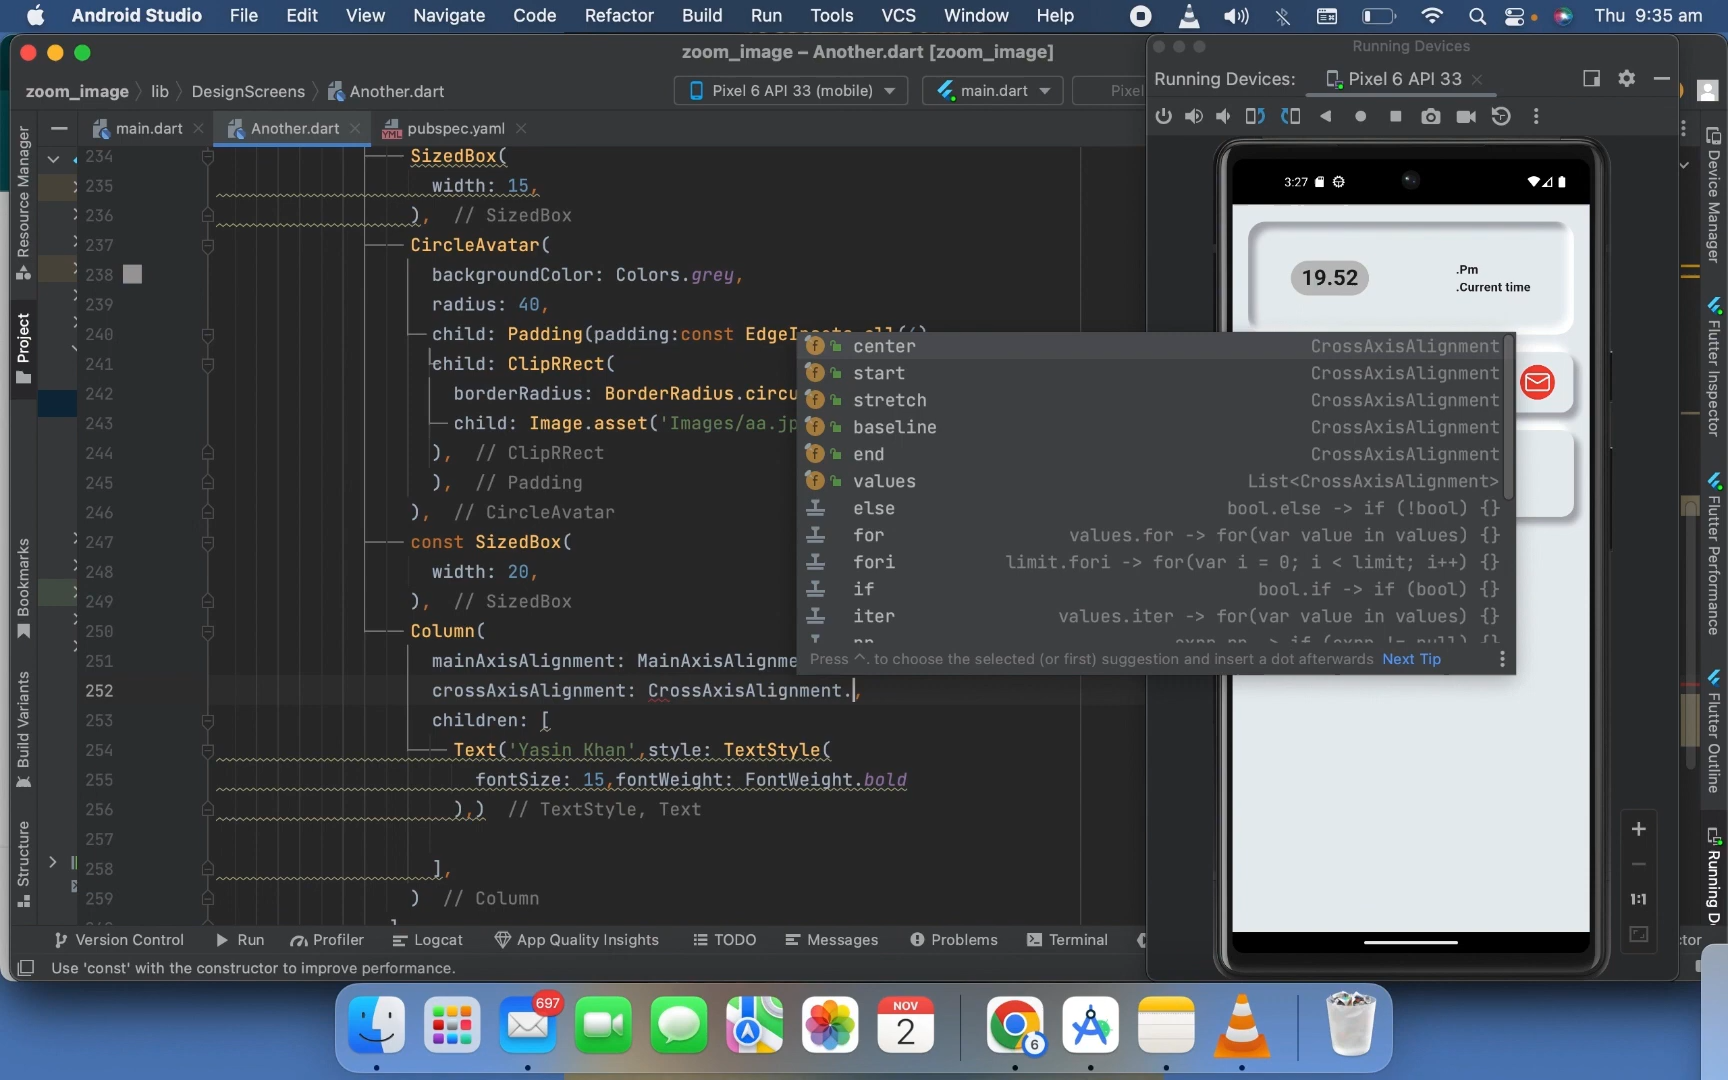 Android Studio File Edit View Navigate Code Refactor Build Run Tools VCS Window Help Thu 9:35 am
zoom_image – Another.dart [zoom_image]
Running Devices
zoom_image lib DesignScreens Another.dart
Pixel 6 API 33 (mobile) main.dart Pixel
Running Devices: Pixel 6 API 33
main.dart Another.dart pubspec.yaml
Resource Manager
Project
Bookmarks
Build Variants
Structure
234 SizedBox(
235 width: 15,
236 ), // SizedBox
237 CircleAvatar(
238 backgroundColor: Colors.grey,
239 radius: 40,
240 child: Padding(padding:const EdgeInsets.all(4)
241 child: ClipRRect(
242 borderRadius: BorderRadius.circu
243 child: Image.asset('Images/aa.jp
244 ), // ClipRRect
245 ), // Padding
246 ), // CircleAvatar
247 const SizedBox(
248 width: 20,
249 ), // SizedBox
250 Column(
251 mainAxisAlignment: MainAxisAlignme
252 crossAxisAlignment: CrossAxisAlignment.,
253 children: [
254 Text('Yasin Khan',style: TextStyle(
255 fontSize: 15,fontWeight: FontWeight.bold
256 ),) // TextStyle, Text
257
258 ],
259 ) // Column
center CrossAxisAlignment
start CrossAxisAlignment
stretch CrossAxisAlignment
baseline CrossAxisAlignment
end CrossAxisAlignment
values List<CrossAxisAlignment>
else bool.else -> if (!bool) {}
for values.for -> for(var value in values) {}
fori limit.fori -> for(var i = 0; i < limit; i++) {}
if bool.if -> if (bool) {}
iter values.iter -> for(var value in values) {}
Press ^. to choose the selected (or first) suggestion and insert a dot afterwards Next Tip
3:27
19.52
.Pm
.Current time
1:1
Device Manager
Flutter Inspector
Flutter Performance
Flutter Outline
Running D
Version Control Run Profiler Logcat App Quality Insights TODO Messages Problems Terminal
tor
Use 'const' with the constructor to improve performance.
697
NOV
2
6